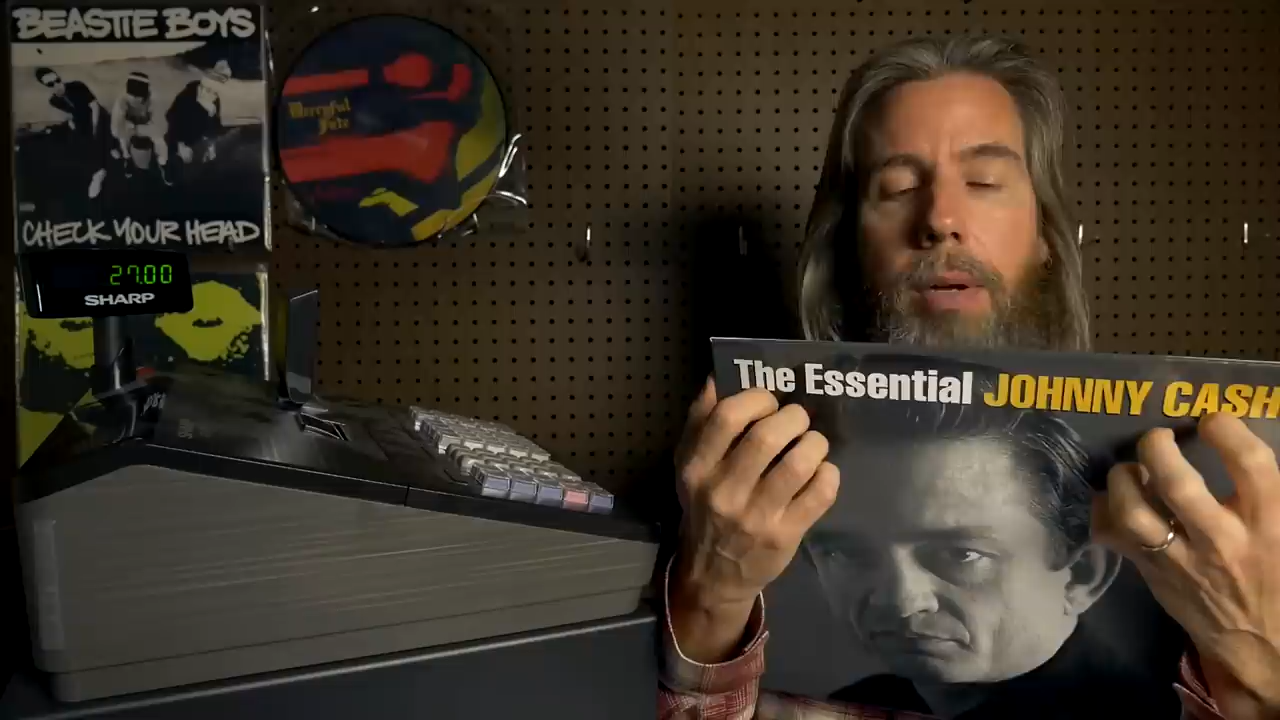 BEASTIE BOYS
CHECK YOUR HEAD
Mercyful
Fate
27.00
SHARP
The Essential JOHNNY CASH